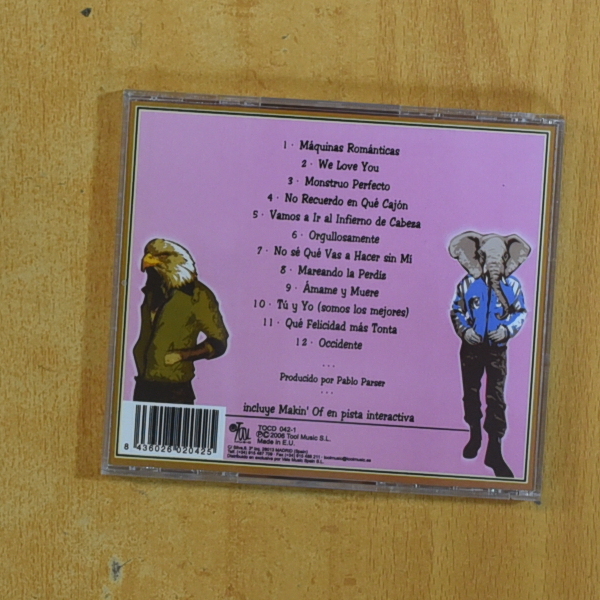 1 · Máquinas Románticas
2 · We Love You
3 · Monstruo Perfecto
4 · No Recuerdo en Qué Cajón
5 · Vamos a Ir al Infierno de Cabeza
6 · Orgullosamente
7 · No sé Qué Vas a Hacer sin Mi
8 · Mareando la Perdiz
9 · Ámame y Muere
10 · Tú y Yo (somos los mejores)
11 · Qué Felicidad más Tonta
12 · Occidente
...
Producido por Pablo Parser
...
incluye Makin' Of en pista interactiva
TQCD 042-1
℗© 2008 Tool Music S.L.
Made in E.U.
8 436026 020425